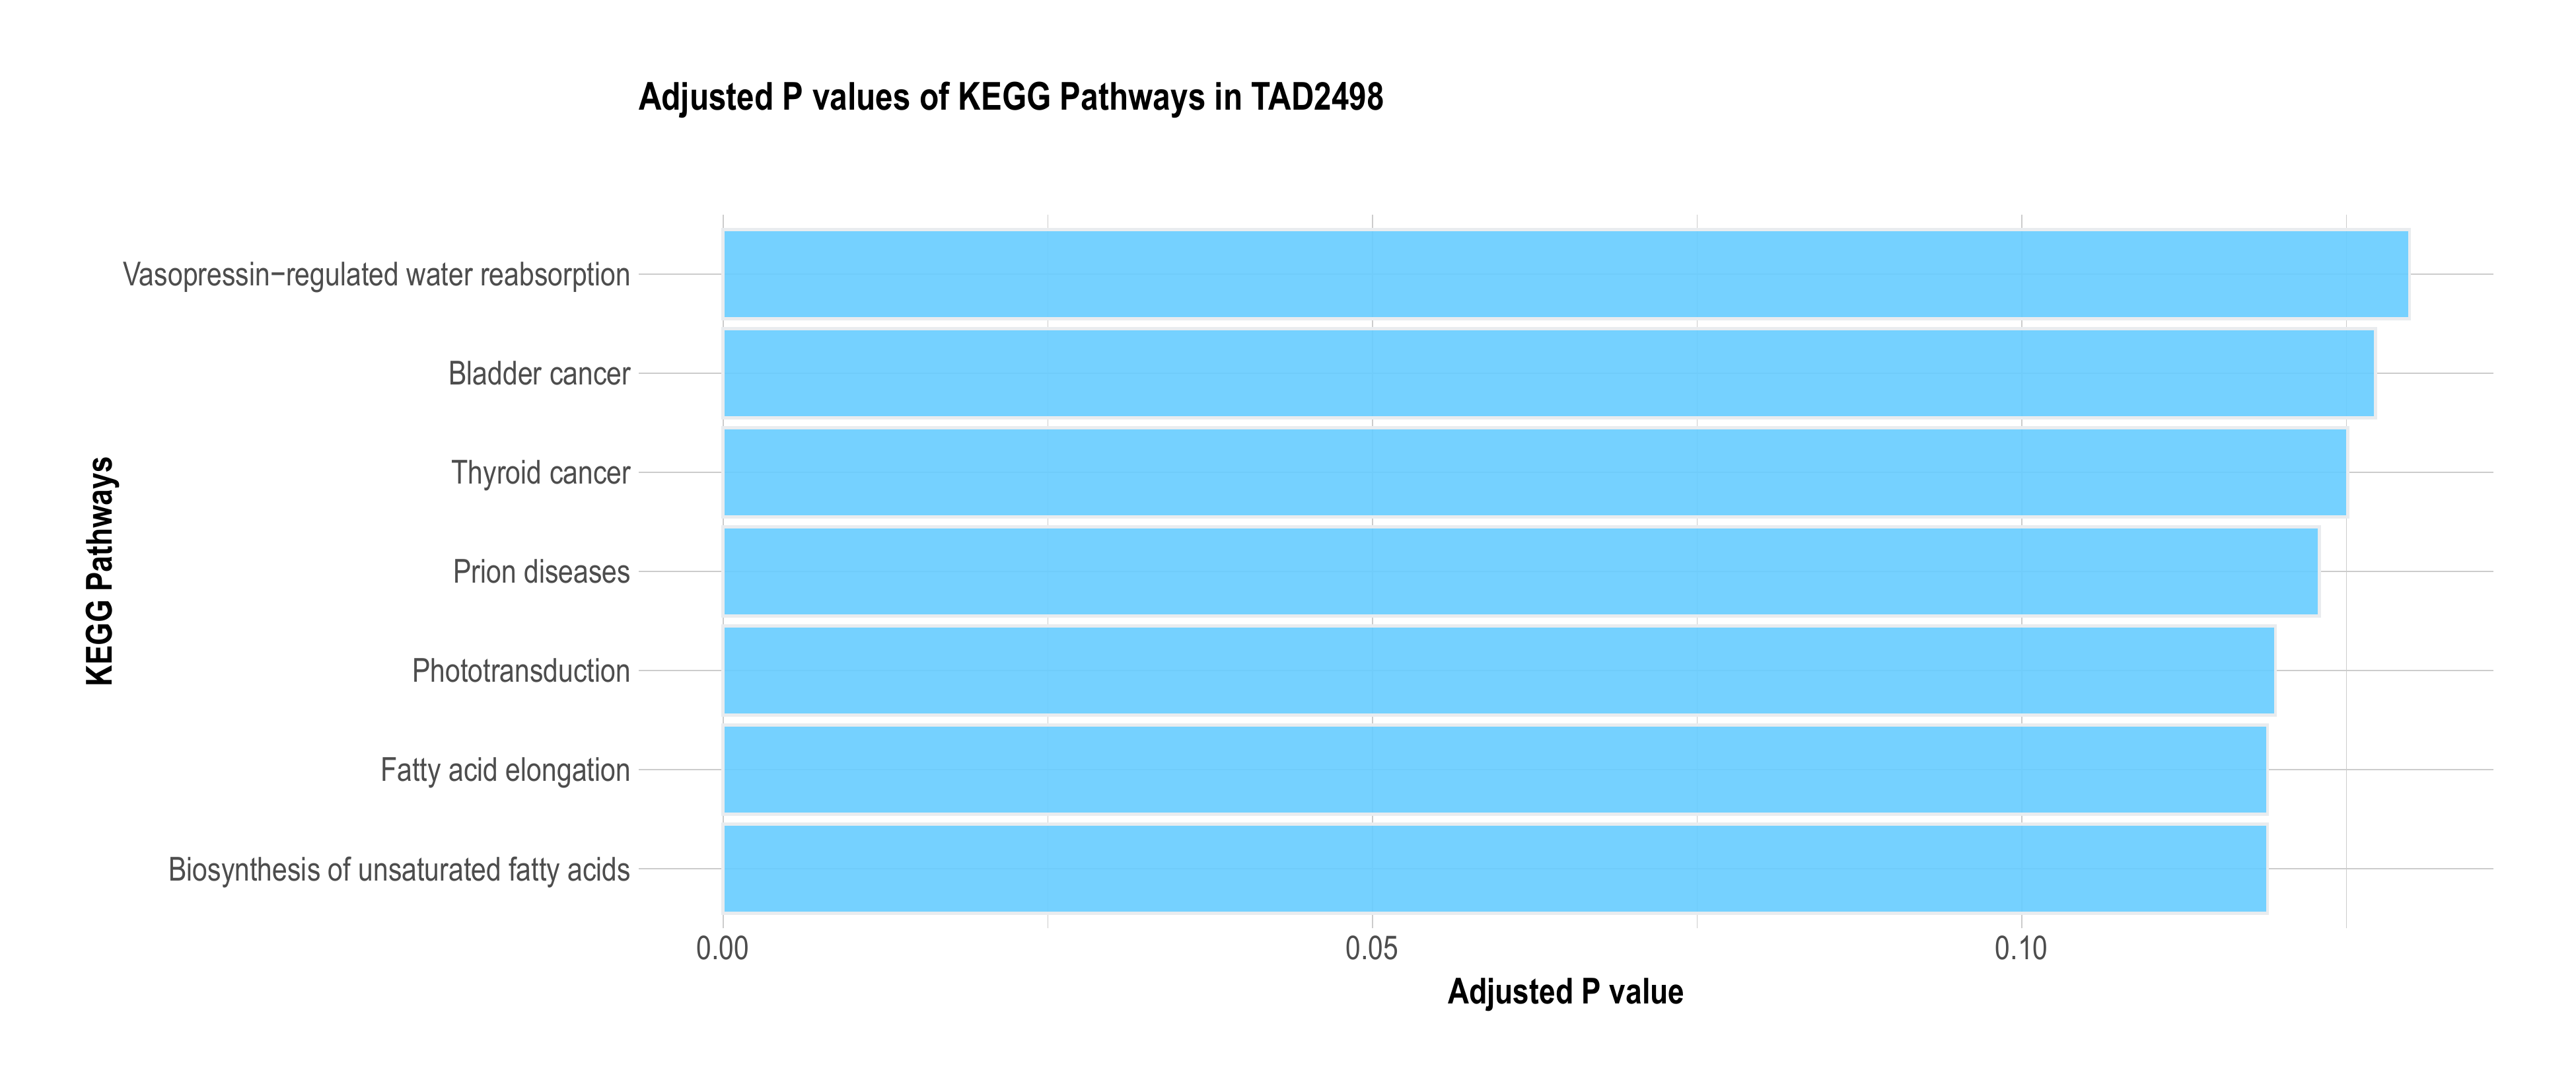 Adjusted P values of KEGG Pathways in TAD2498
KEGG Pathways
Vasopressin−regulated water reabsorption
Bladder cancer
Thyroid cancer
Prion diseases
Phototransduction
Fatty acid elongation
Biosynthesis of unsaturated fatty acids
0.00 0.05 0.10
Adjusted P value